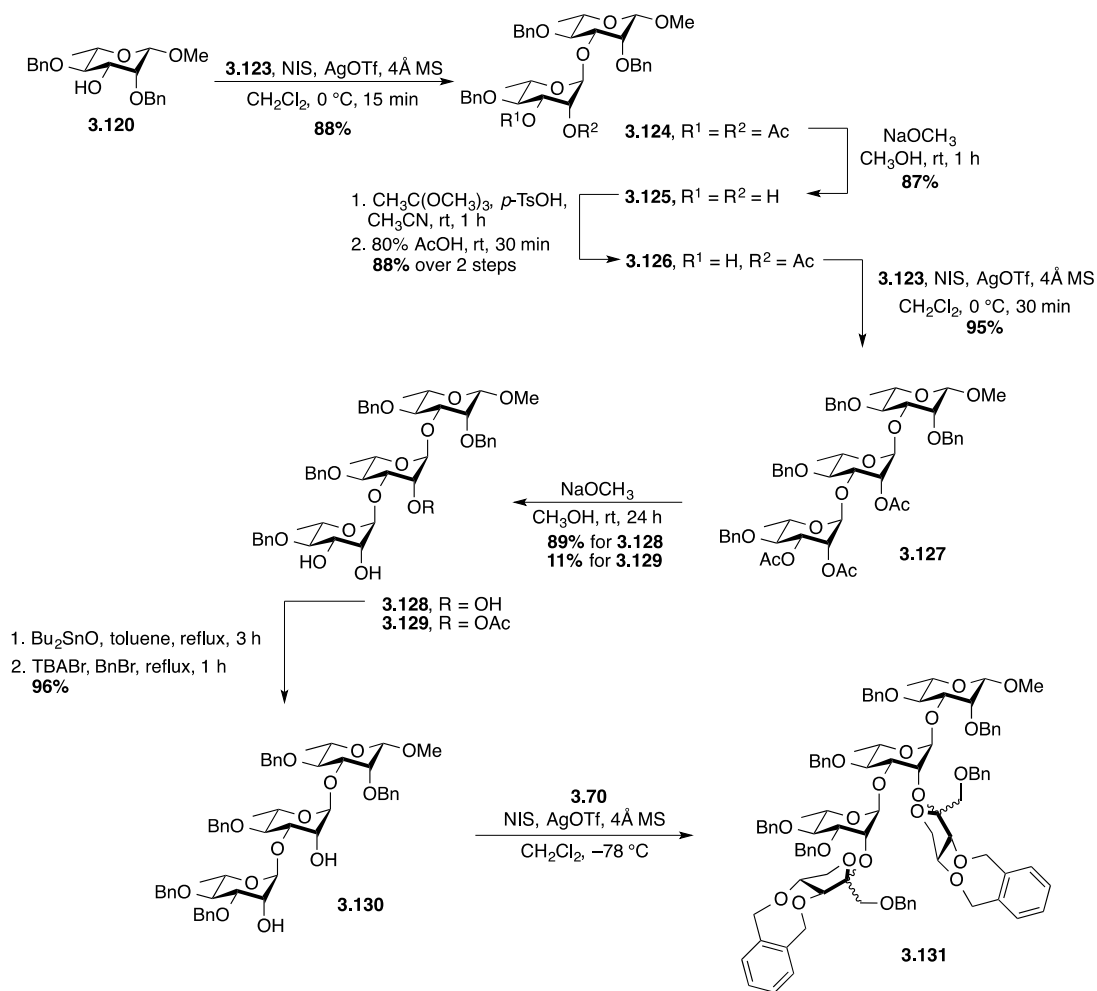 BnO
O
OMe
HO
OBn
3.120
3.123, NIS, AgOTf, 4Å MS
CH2Cl2, 0 °C, 15 min
88%
BnO
O
OMe
O
OBn
BnO
O
R1O
OR2
3.124, R1 = R2 = Ac
NaOCH3
CH3OH, rt, 1 h
87%
3.125, R1 = R2 = H
1. CH3C(OCH3)3, p-TsOH,
CH3CN, rt, 1 h
2. 80% AcOH, rt, 30 min
88% over 2 steps
3.126, R1 = H, R2 = Ac
3.123, NIS, AgOTf, 4Å MS
CH2Cl2, 0 °C, 30 min
95%
BnO
O
OMe
O
OBn
BnO
O
O
OAc
BnO
O
AcO
OAc
3.127
NaOCH3
CH3OH, rt, 24 h
89% for 3.128
11% for 3.129
BnO
O
OMe
O
OBn
BnO
O
O
OR
BnO
O
HO
OH
3.128, R = OH
3.129, R = OAc
1. Bu2SnO, toluene, reflux, 3 h
2. TBABr, BnBr, reflux, 1 h
96%
BnO
O
OMe
O
OBn
BnO
O
O
HO
BnO
O
BnO
OH
3.130
3.70
NIS, AgOTf, 4Å MS
CH2Cl2, –78 °C
BnO
O
OMe
O
OBn
BnO
O
O
O
OBn
O
O
O
BnO
O
BnO
O
O
O
O
OBn
3.131